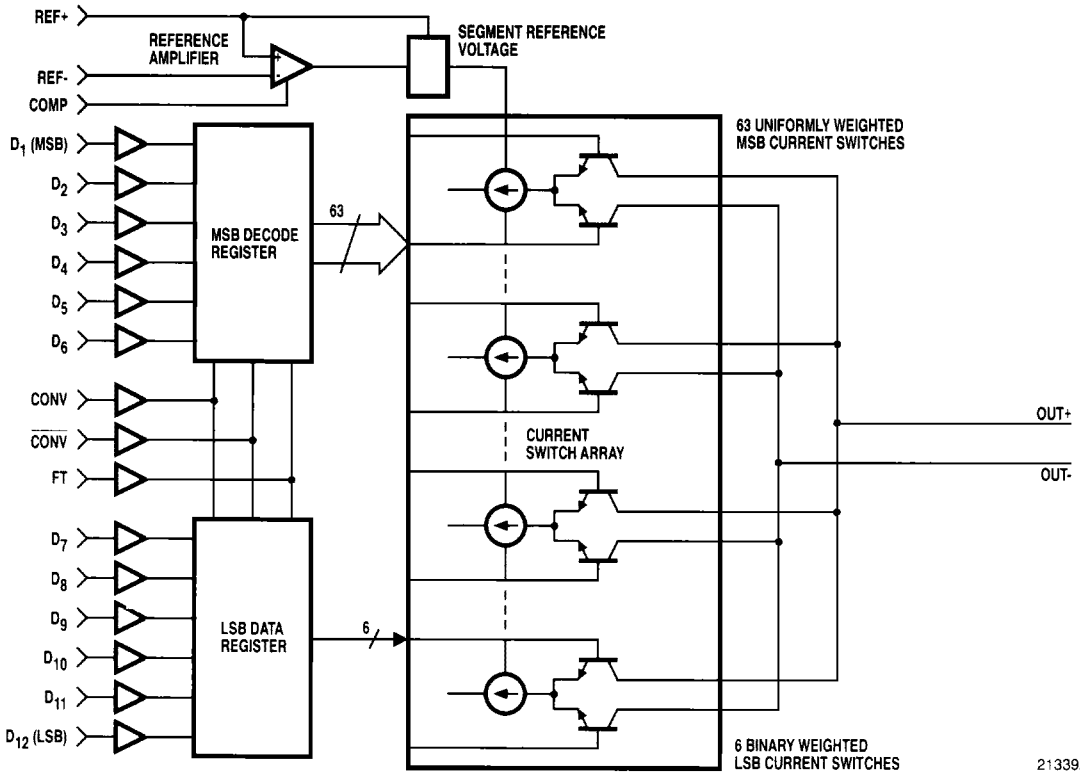 REF+
REFERENCE
AMPLIFIER
SEGMENT REFERENCE
VOLTAGE
+
-
REF-
COMP
D1 (MSB)
D2
D3
D4
D5
D6
MSB DECODE
REGISTER
63
63 UNIFORMLY WEIGHTED
MSB CURRENT SWITCHES
CONV
CONV
FT
CURRENT
SWITCH ARRAY
OUT+
OUT-
D7
D8
D9
D10
D11
D12 (LSB)
LSB DATA
REGISTER
6
6 BINARY WEIGHTED
LSB CURRENT SWITCHES
21339